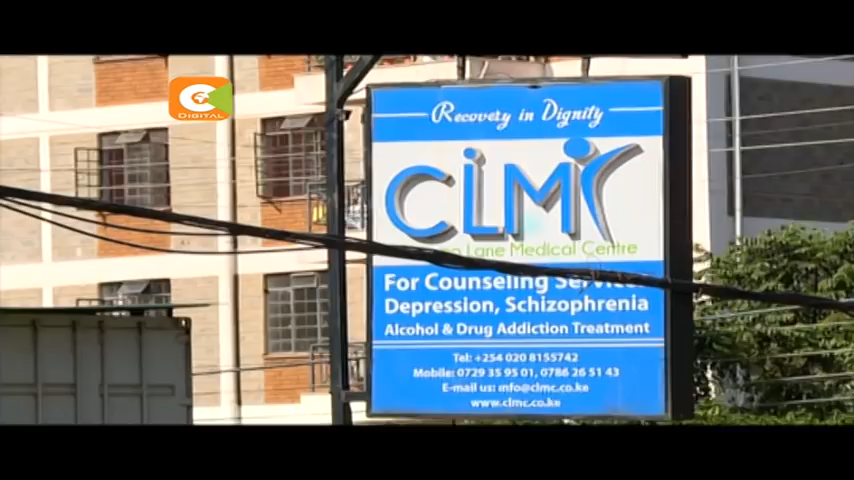 C
DIGITAL
Recovery in Dignity
CLMC
Lane Medical Centre
For Counseling
Depression, Schizophrenia
Alcohol & Drug Addiction Treatment
Tel: +254 020 8155742
Mobile: 0729 35 95 01, 0786 26 51 43
E-mail us: info@clmc.co.ke
www.clmc.co.ke